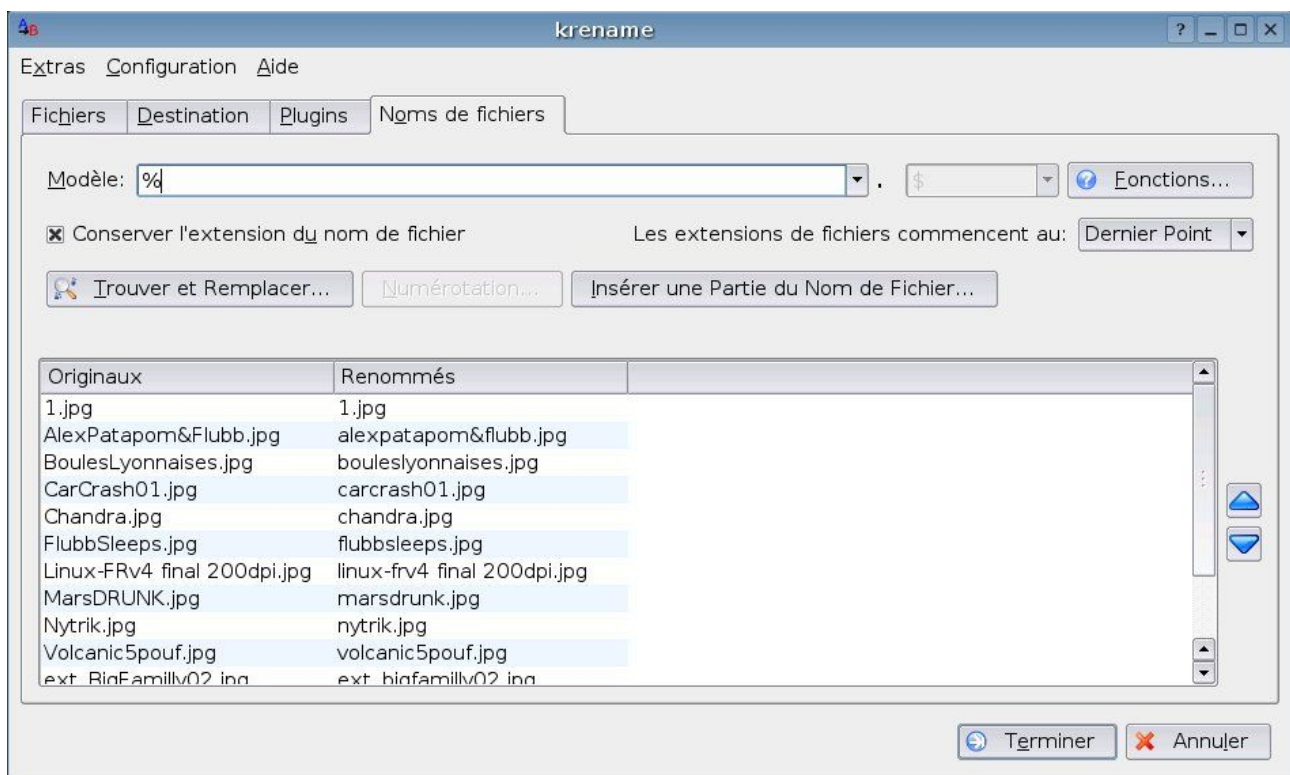 krename
Extras Configuration Aide
Fichiers Destination Plugins Noms de fichiers
Modèle: % . $ Fonctions...
Conserver l'extension du nom de fichier Les extensions de fichiers commencent au: Dernier Point
Trouver et Remplacer... Numérotation... Insérer une Partie du Nom de Fichier...
Originaux Renommés
1.jpg 1.jpg
AlexPatapom&Flubb.jpg alexpatapom&flubb.jpg
BoulesLyonnaises.jpg bouleslyonnaises.jpg
CarCrash01.jpg carcrash01.jpg
Chandra.jpg chandra.jpg
FlubbSleeps.jpg flubbsleeps.jpg
Linux-FRv4 final 200dpi.jpg linux-frv4 final 200dpi.jpg
MarsDRUNK.jpg marsdrunk.jpg
Nytrik.jpg nytrik.jpg
Volcanic5pouf.jpg volcanic5pouf.jpg
ext_BigFamilly02.jpg ext_bigfamilly02.jpg
Terminer Annuler